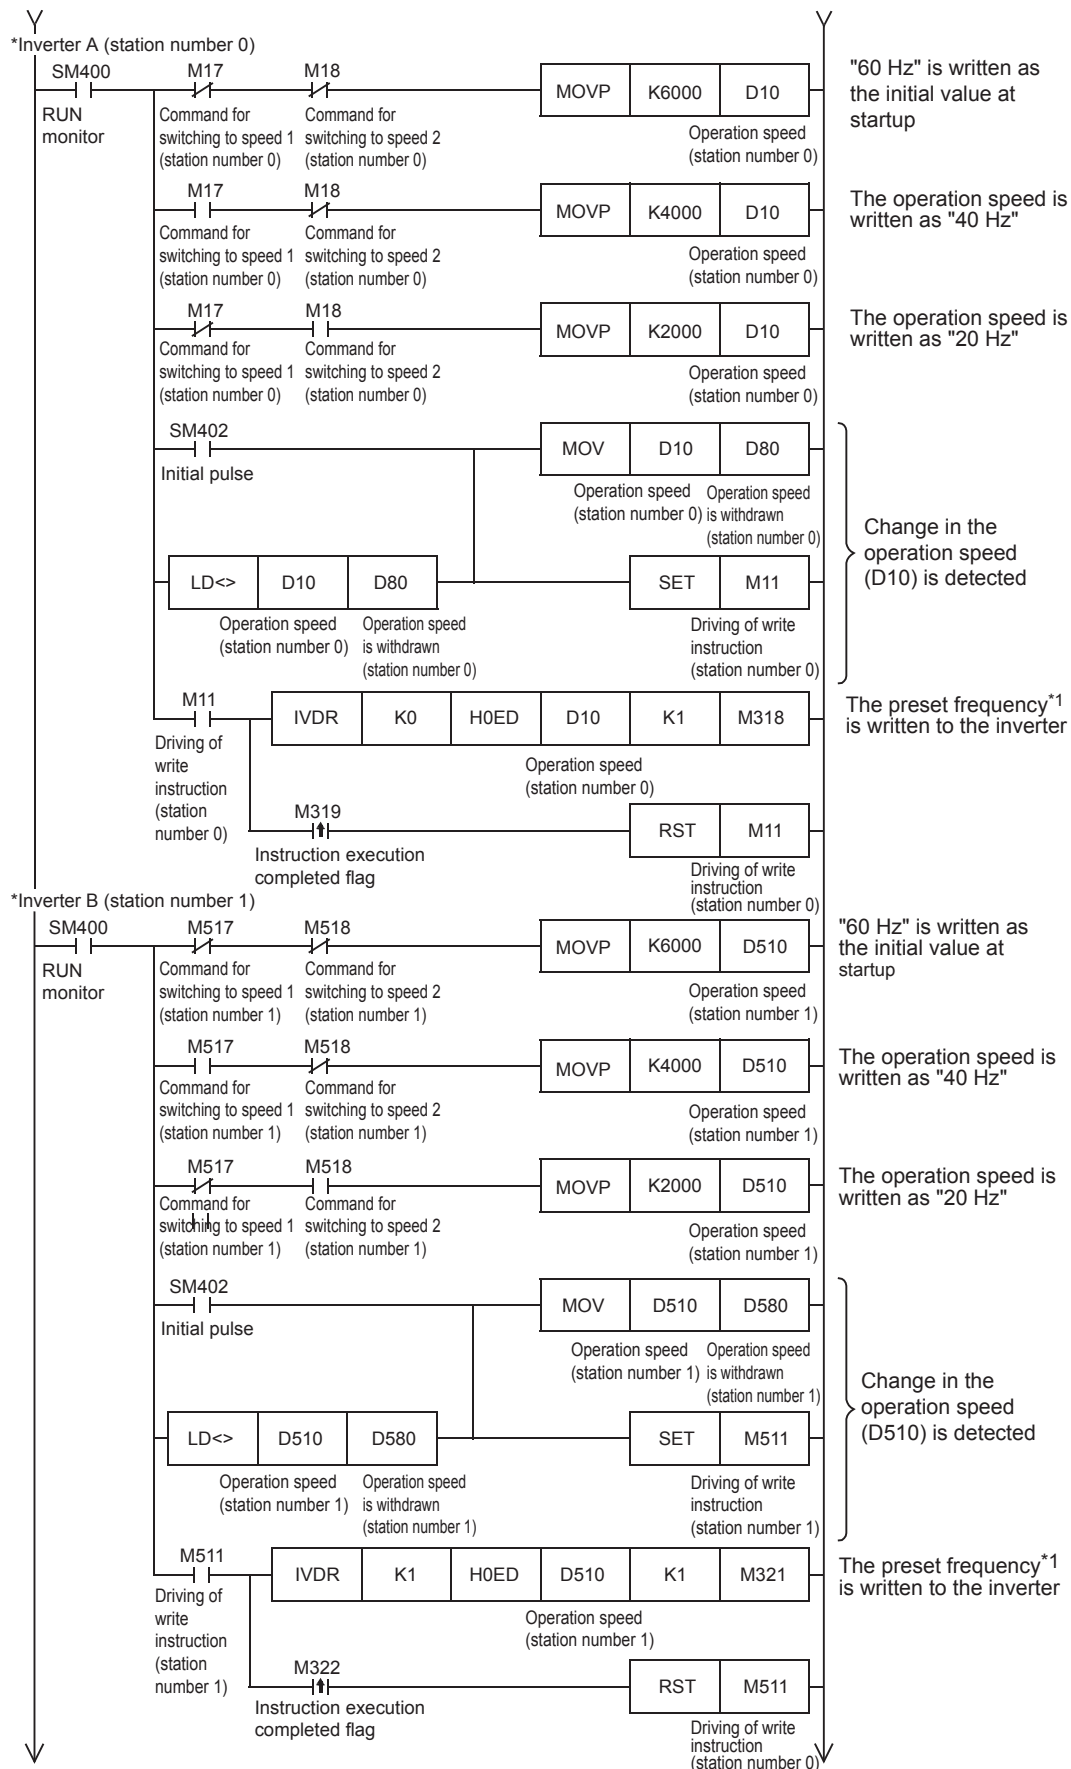 *Inverter A (station number 0)
SM400 M17 M18 MOVP K6000 D10 "60 Hz" is written as
the initial value at
startup
RUN
monitor
Command for
switching to speed 1
(station number 0)
Command for
switching to speed 2
(station number 0)
Operation speed
(station number 0)
M17 M18 MOVP K4000 D10 The operation speed is
written as "40 Hz"
Command for
switching to speed 1
(station number 0)
Command for
switching to speed 2
(station number 0)
Operation speed
(station number 0)
M17 M18 MOVP K2000 D10 The operation speed is
written as "20 Hz"
Command for
switching to speed 1
(station number 0)
Command for
switching to speed 2
(station number 0)
Operation speed
(station number 0)
SM402 MOV D10 D80
Initial pulse
Operation speed
(station number 0)
Operation speed
is withdrawn
(station number 0)
Change in the
operation speed
(D10) is detected
LD<> D10 D80 SET M11
Operation speed
(station number 0)
Operation speed
is withdrawn
(station number 0)
Driving of write
instruction
(station number 0)
M11 IVDR K0 H0ED D10 K1 M318 The preset frequency*1
is written to the inverter
Driving of
write
instruction
(station
number 0)
Operation speed
(station number 0)
M319 RST M11
Instruction execution
completed flag
Driving of write
instruction
(station number 0)
*Inverter B (station number 1)
SM400 M517 M518 MOVP K6000 D510 "60 Hz" is written as
the initial value at
startup
RUN
monitor
Command for
switching to speed 1
(station number 1)
Command for
switching to speed 2
(station number 1)
Operation speed
(station number 1)
M517 M518 MOVP K4000 D510 The operation speed is
written as "40 Hz"
Command for
switching to speed 1
(station number 1)
Command for
switching to speed 2
(station number 1)
Operation speed
(station number 1)
M517 M518 MOVP K2000 D510 The operation speed is
written as "20 Hz"
Command for
switching to speed 1
(station number 1)
Command for
switching to speed 2
(station number 1)
Operation speed
(station number 1)
SM402 MOV D510 D580
Initial pulse
Operation speed
(station number 1)
Operation speed
is withdrawn
(station number 1)
Change in the
operation speed
(D510) is detected
LD<> D510 D580 SET M511
Operation speed
(station number 1)
Operation speed
is withdrawn
(station number 1)
Driving of write
instruction
(station number 1)
M511 IVDR K1 H0ED D510 K1 M321 The preset frequency*1
is written to the inverter
Driving of
write
instruction
(station
number 1)
Operation speed
(station number 1)
M322 RST M511
Instruction execution
completed flag
Driving of write
instruction
(station number 0)